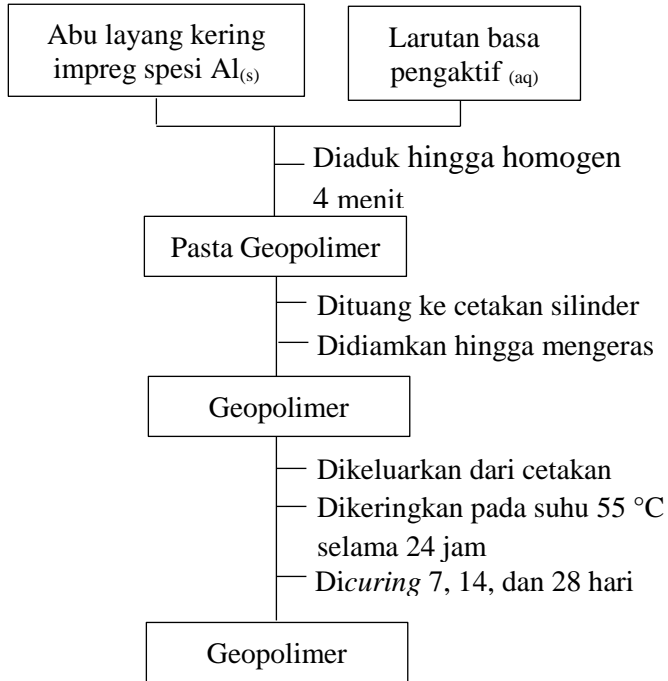 Abu layang kering
impreg spesi Al(s)
Larutan basa
pengaktif (aq)
Diaduk hingga homogen
4 menit
Pasta Geopolimer
Dituang ke cetakan silinder
Didiamkan hingga mengeras
Geopolimer
Dikeluarkan dari cetakan
Dikeringkan pada suhu 55 °C
selama 24 jam
Dicuring 7, 14, dan 28 hari
Geopolimer